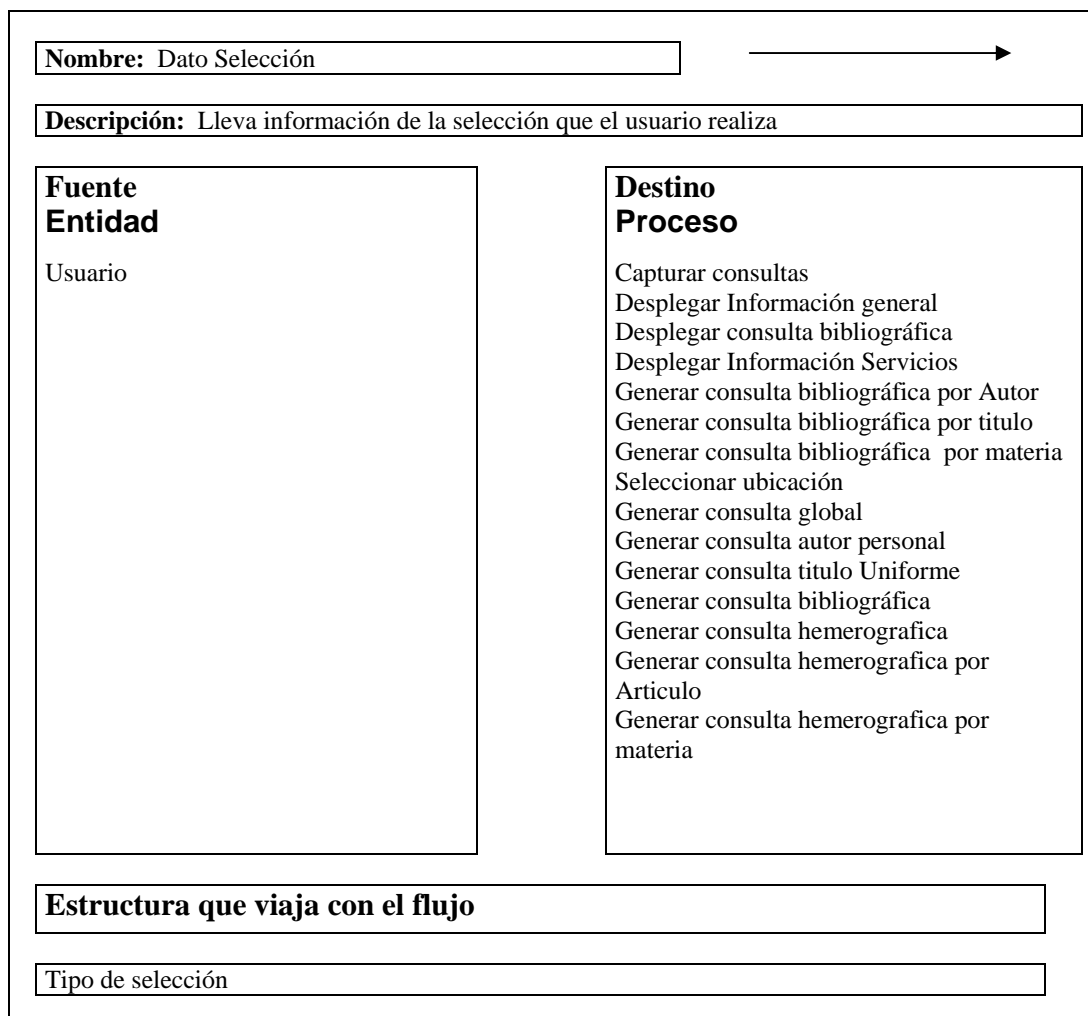 Nombre: Dato Selección
Descripción: Lleva información de la selección que el usuario realiza
Fuente
Entidad
Usuario
Destino
Proceso
Capturar consultas
Desplegar Información general
Desplegar consulta bibliográfica
Desplegar Información Servicios
Generar consulta bibliográfica por Autor
Generar consulta bibliográfica por titulo
Generar consulta bibliográfica por materia
Seleccionar ubicación
Generar consulta global
Generar consulta autor personal
Generar consulta titulo Uniforme
Generar consulta bibliográfica
Generar consulta hemerografica
Generar consulta hemerografica por
Articulo
Generar consulta hemerografica por
materia
Estructura que viaja con el flujo
Tipo de selección